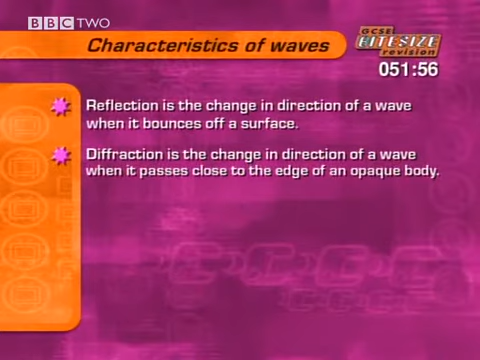 BBC TWO
Characteristics of waves
GCSE
BITESIZE
revision
051:56
Reflection is the change in direction of a wave
when it bounces off a surface.
Diffraction is the change in direction of a wave
when it passes close to the edge of an opaque body.